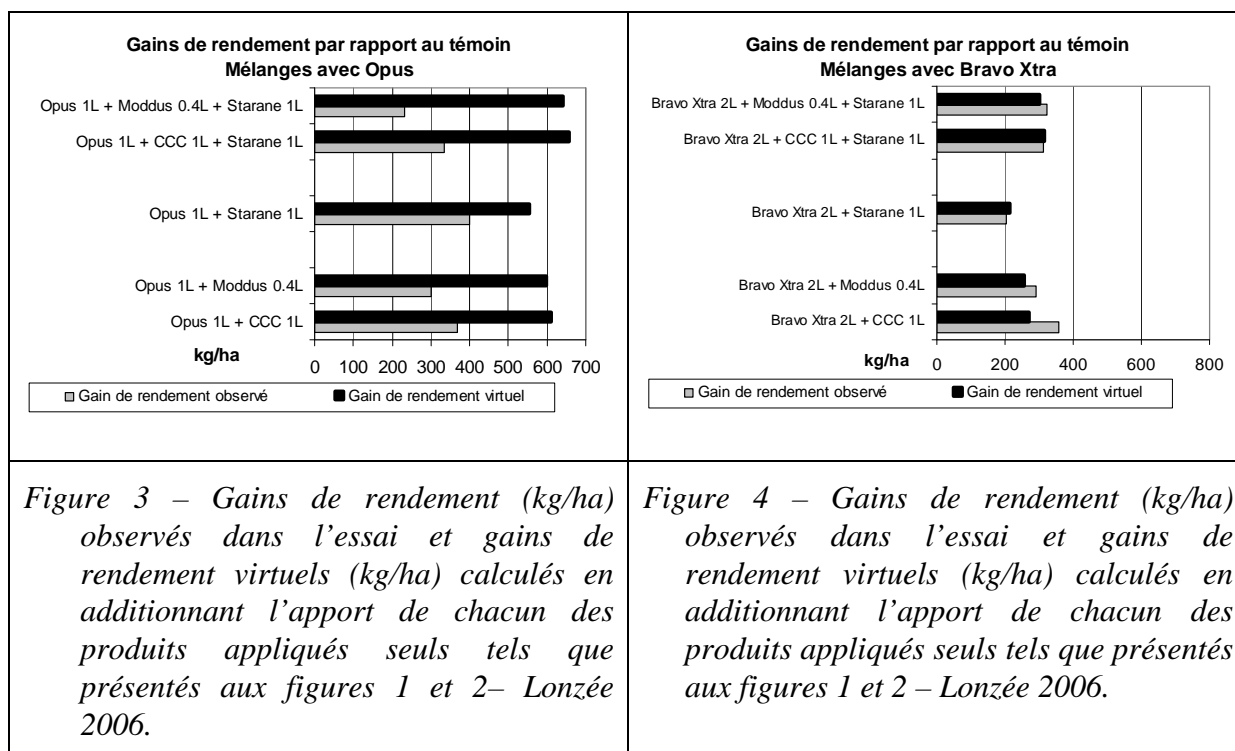 Gains de rendement par rapport au témoin
Mélanges avec Opus
Opus 1L + Moddus 0.4L + Starane 1L
Opus 1L + CCC 1L + Starane 1L
Opus 1L + Starane 1L
Opus 1L + Moddus 0.4L
Opus 1L + CCC 1L
kg/ha
0 100 200 300 400 500 600 700
Gain de rendement observé Gain de rendement virtuel
Gains de rendement par rapport au témoin
Mélanges avec Bravo Xtra
Bravo Xtra 2L + Moddus 0.4L + Starane 1L
Bravo Xtra 2L + CCC 1L + Starane 1L
Bravo Xtra 2L + Starane 1L
Bravo Xtra 2L + Moddus 0.4L
Bravo Xtra 2L + CCC 1L
kg/ha
0 200 400 600 800
Gain de rendement observé Gain de rendement virtuel
Figure 3 – Gains de rendement (kg/ha)
observés dans l'essai et gains de
rendement virtuels (kg/ha) calculés en
additionnant l'apport de chacun des
produits appliqués seuls tels que
présentés aux figures 1 et 2– Lonzée
2006.
Figure 4 – Gains de rendement (kg/ha)
observés dans l'essai et gains de
rendement virtuels (kg/ha) calculés en
additionnant l'apport de chacun des
produits appliqués seuls tels que présentés
aux figures 1 et 2 – Lonzée 2006.